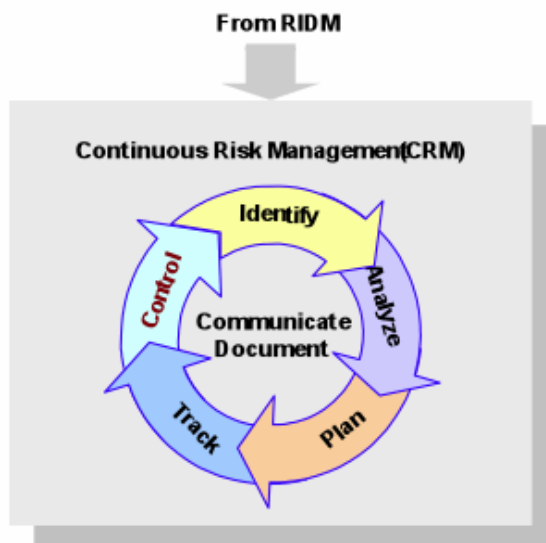 From RIDM
Continuous Risk Management(CRM)
Identify
Analyze
Plan
Track
Control
Communicate
Document